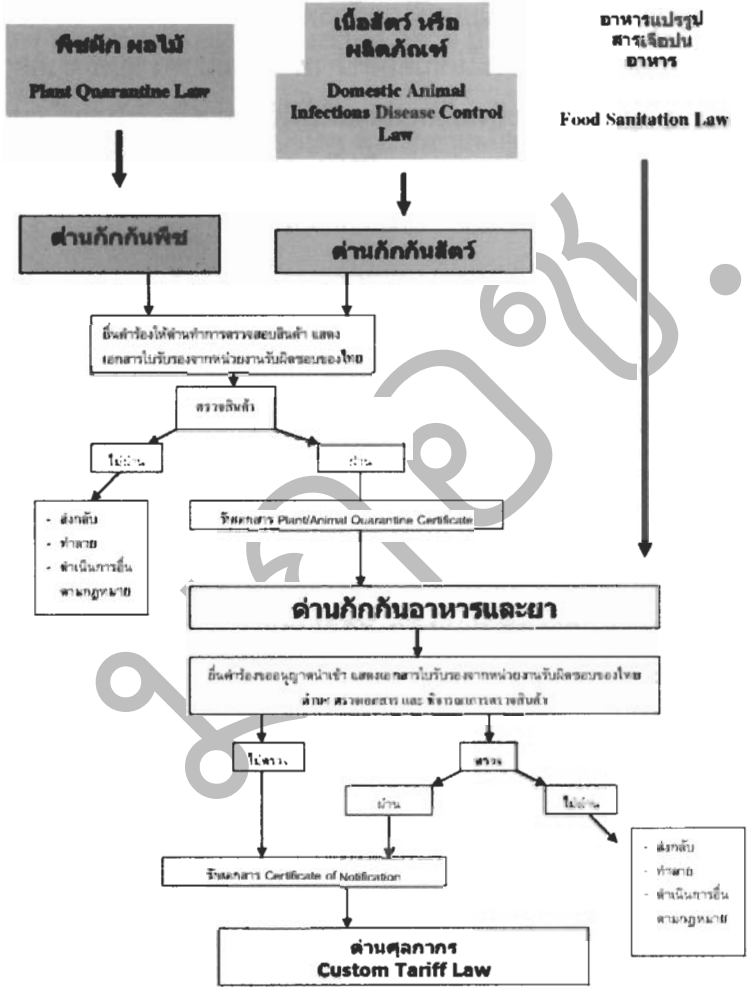 พืชผัก ผลไม้
Plant Quarantine Law
เนื้อสัตว์ หรือ
ผลิตภัณฑ์
Domestic Animal
Infections Disease Control
Law
อาหารแปรรูป
สารเจือปน
อาหาร
Food Sanitation Law
ด่านกักกันพืช
ด่านกักกันสัตว์
ยื่นคำร้องให้ด่านทำการตรวจสอบสินค้า แสดง
เอกสารใบรับรองจากหน่วยงานรับผิดชอบของไทย
ตรวจสินค้า
ไม่ผ่าน
ผ่าน
- ส่งกลับ
- ทำลาย
- ดำเนินการอื่น
ตามกฎหมาย
รับเอกสาร Plant/Animal Quarantine Certificate
ด่านกักกันอาหารและยา
ยื่นคำร้องขออนุญาตนำเข้า แสดงเอกสารใบรับรองจากหน่วยงานรับผิดชอบของไทย
ด่านฯ ตรวจเอกสาร และ พิจารณาการตรวจสินค้า
ไม่ตรวจ
ตรวจ
ผ่าน
ไม่ผ่าน
- ส่งกลับ
- ทำลาย
- ดำเนินการอื่น
ตามกฎหมาย
รับเอกสาร Certificate of Notification
ด่านศุลกากร
Custom Tariff Law